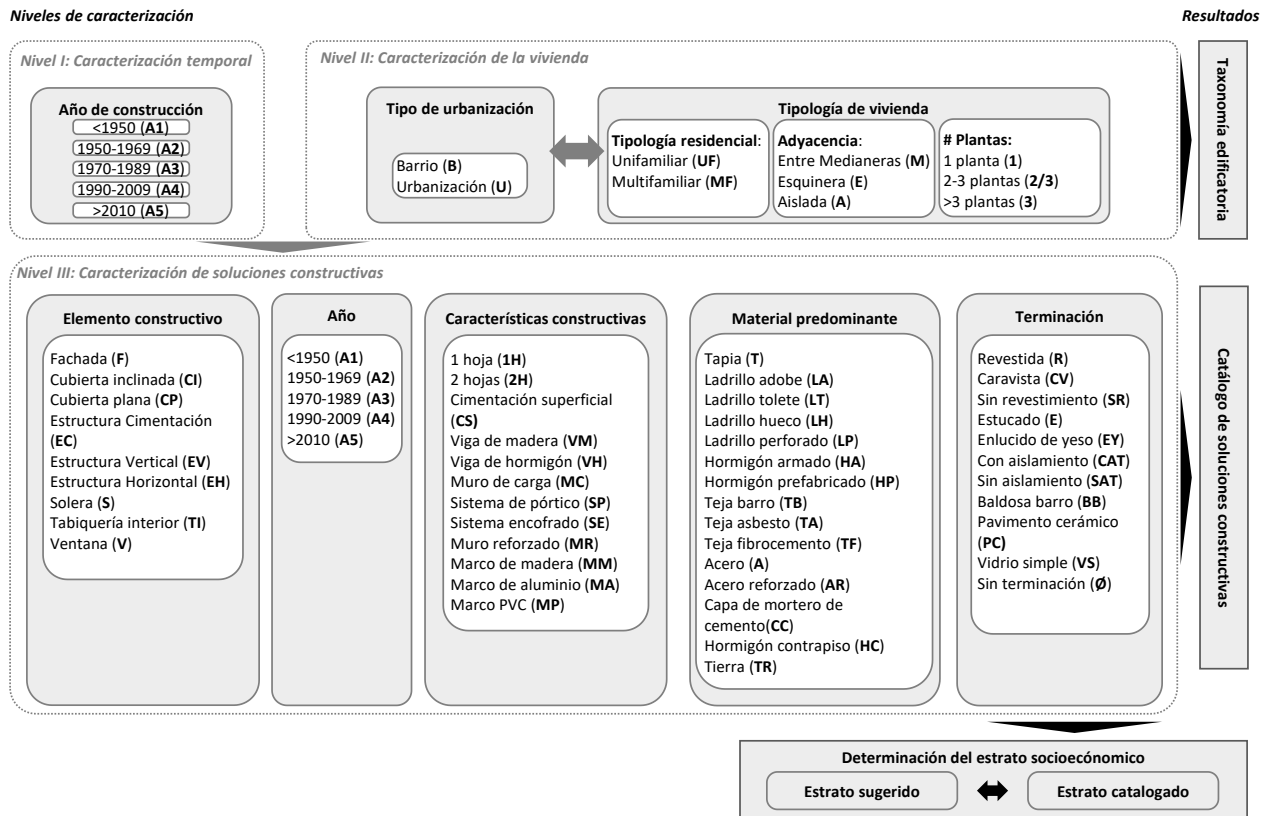 Niveles de caracterización
Resultados
Nivel I: Caracterización temporal
Año de construcción
<1950 (A1)
1950-1969 (A2)
1970-1989 (A3)
1990-2009 (A4)
>2010 (A5)
Nivel II: Caracterización de la vivienda
Tipo de urbanización
Barrio (B)
Urbanización (U)
Tipología de vivienda
Tipología residencial:
Unifamiliar (UF)
Multifamiliar (MF)
Adyacencia:
Entre Medianeras (M)
Esquinera (E)
Aislada (A)
# Plantas:
1 planta (1)
2-3 plantas (2/3)
>3 plantas (3)
Taxonomía edificatoria
Nivel III: Caracterización de soluciones constructivas
Elemento constructivo
Fachada (F)
Cubierta inclinada (CI)
Cubierta plana (CP)
Estructura Cimentación
(EC)
Estructura Vertical (EV)
Estructura Horizontal (EH)
Solera (S)
Tabiquería interior (TI)
Ventana (V)
Año
<1950 (A1)
1950-1969 (A2)
1970-1989 (A3)
1990-2009 (A4)
>2010 (A5)
Características constructivas
1 hoja (1H)
2 hojas (2H)
Cimentación superficial
(CS)
Viga de madera (VM)
Viga de hormigón (VH)
Muro de carga (MC)
Sistema de pórtico (SP)
Sistema encofrado (SE)
Muro reforzado (MR)
Marco de madera (MM)
Marco de aluminio (MA)
Marco PVC (MP)
Material predominante
Tapia (T)
Ladrillo adobe (LA)
Ladrillo tolete (LT)
Ladrillo hueco (LH)
Ladrillo perforado (LP)
Hormigón armado (HA)
Hormigón prefabricado (HP)
Teja barro (TB)
Teja asbesto (TA)
Teja fibrocemento (TF)
Acero (A)
Acero reforzado (AR)
Capa de mortero de
cemento(CC)
Hormigón contrapiso (HC)
Tierra (TR)
Terminación
Revestida (R)
Caravista (CV)
Sin revestimiento (SR)
Estucado (E)
Enlucido de yeso (EY)
Con aislamiento (CAT)
Sin aislamiento (SAT)
Baldosa barro (BB)
Pavimento cerámico
(PC)
Vidrio simple (VS)
Sin terminación (Ø)
Catálogo de soluciones constructivas
Determinación del estrato socioecónomico
Estrato sugerido
Estrato catalogado